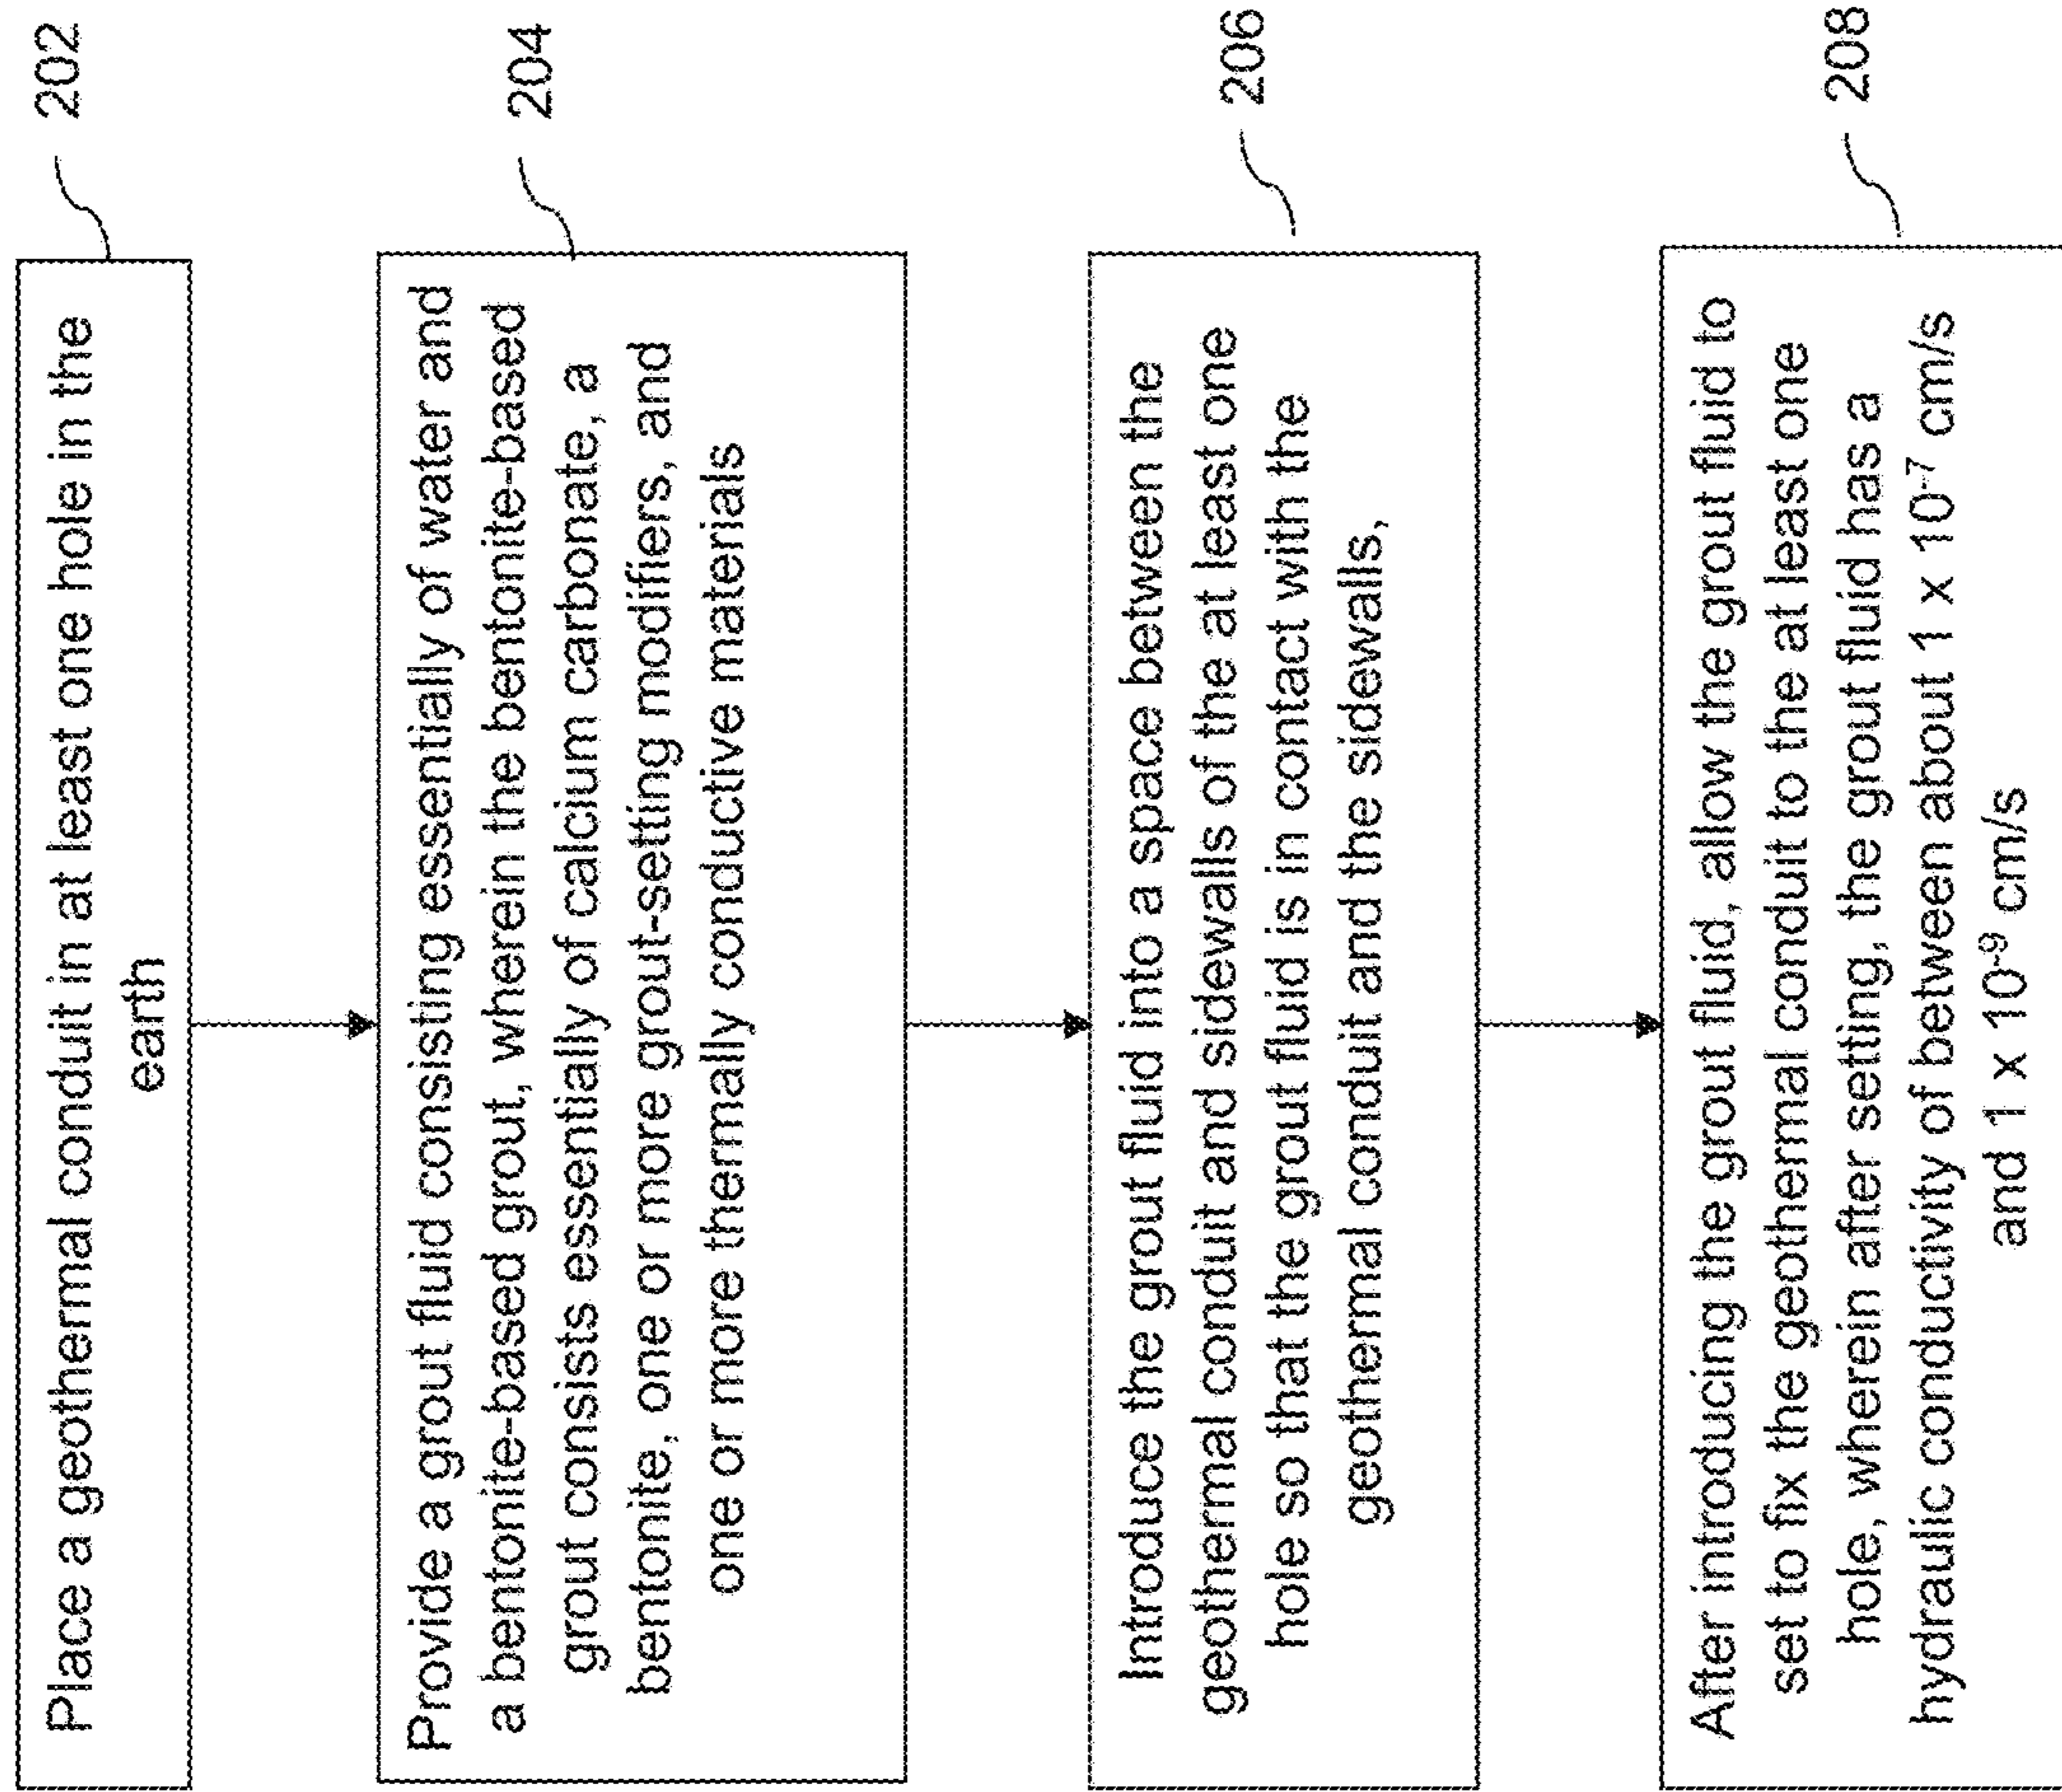 Place a geothermal conduit in at least one hole in the
earth
202
Provide a grout fluid consisting essentially of water and
a bentonite-based grout, wherein the bentonite-based
grout consists essentially of calcium carbonate, a
bentonite, one or more grout-setting modifiers, and
one or more thermally conductive materials
204
Introduce the grout fluid into a space between the
geothermal conduit and sidewalls of the at least one
hole so that the grout fluid is in contact with the
geothermal conduit and the sidewalls,
206
After introducing the grout fluid, allow the grout fluid to
set to fix the geothermal conduit to the at least one
hole, wherein after setting, the grout fluid has a
hydraulic conductivity of between about 1 x 10⁻⁷ cm/s
and 1 x 10⁻⁹ cm/s
208